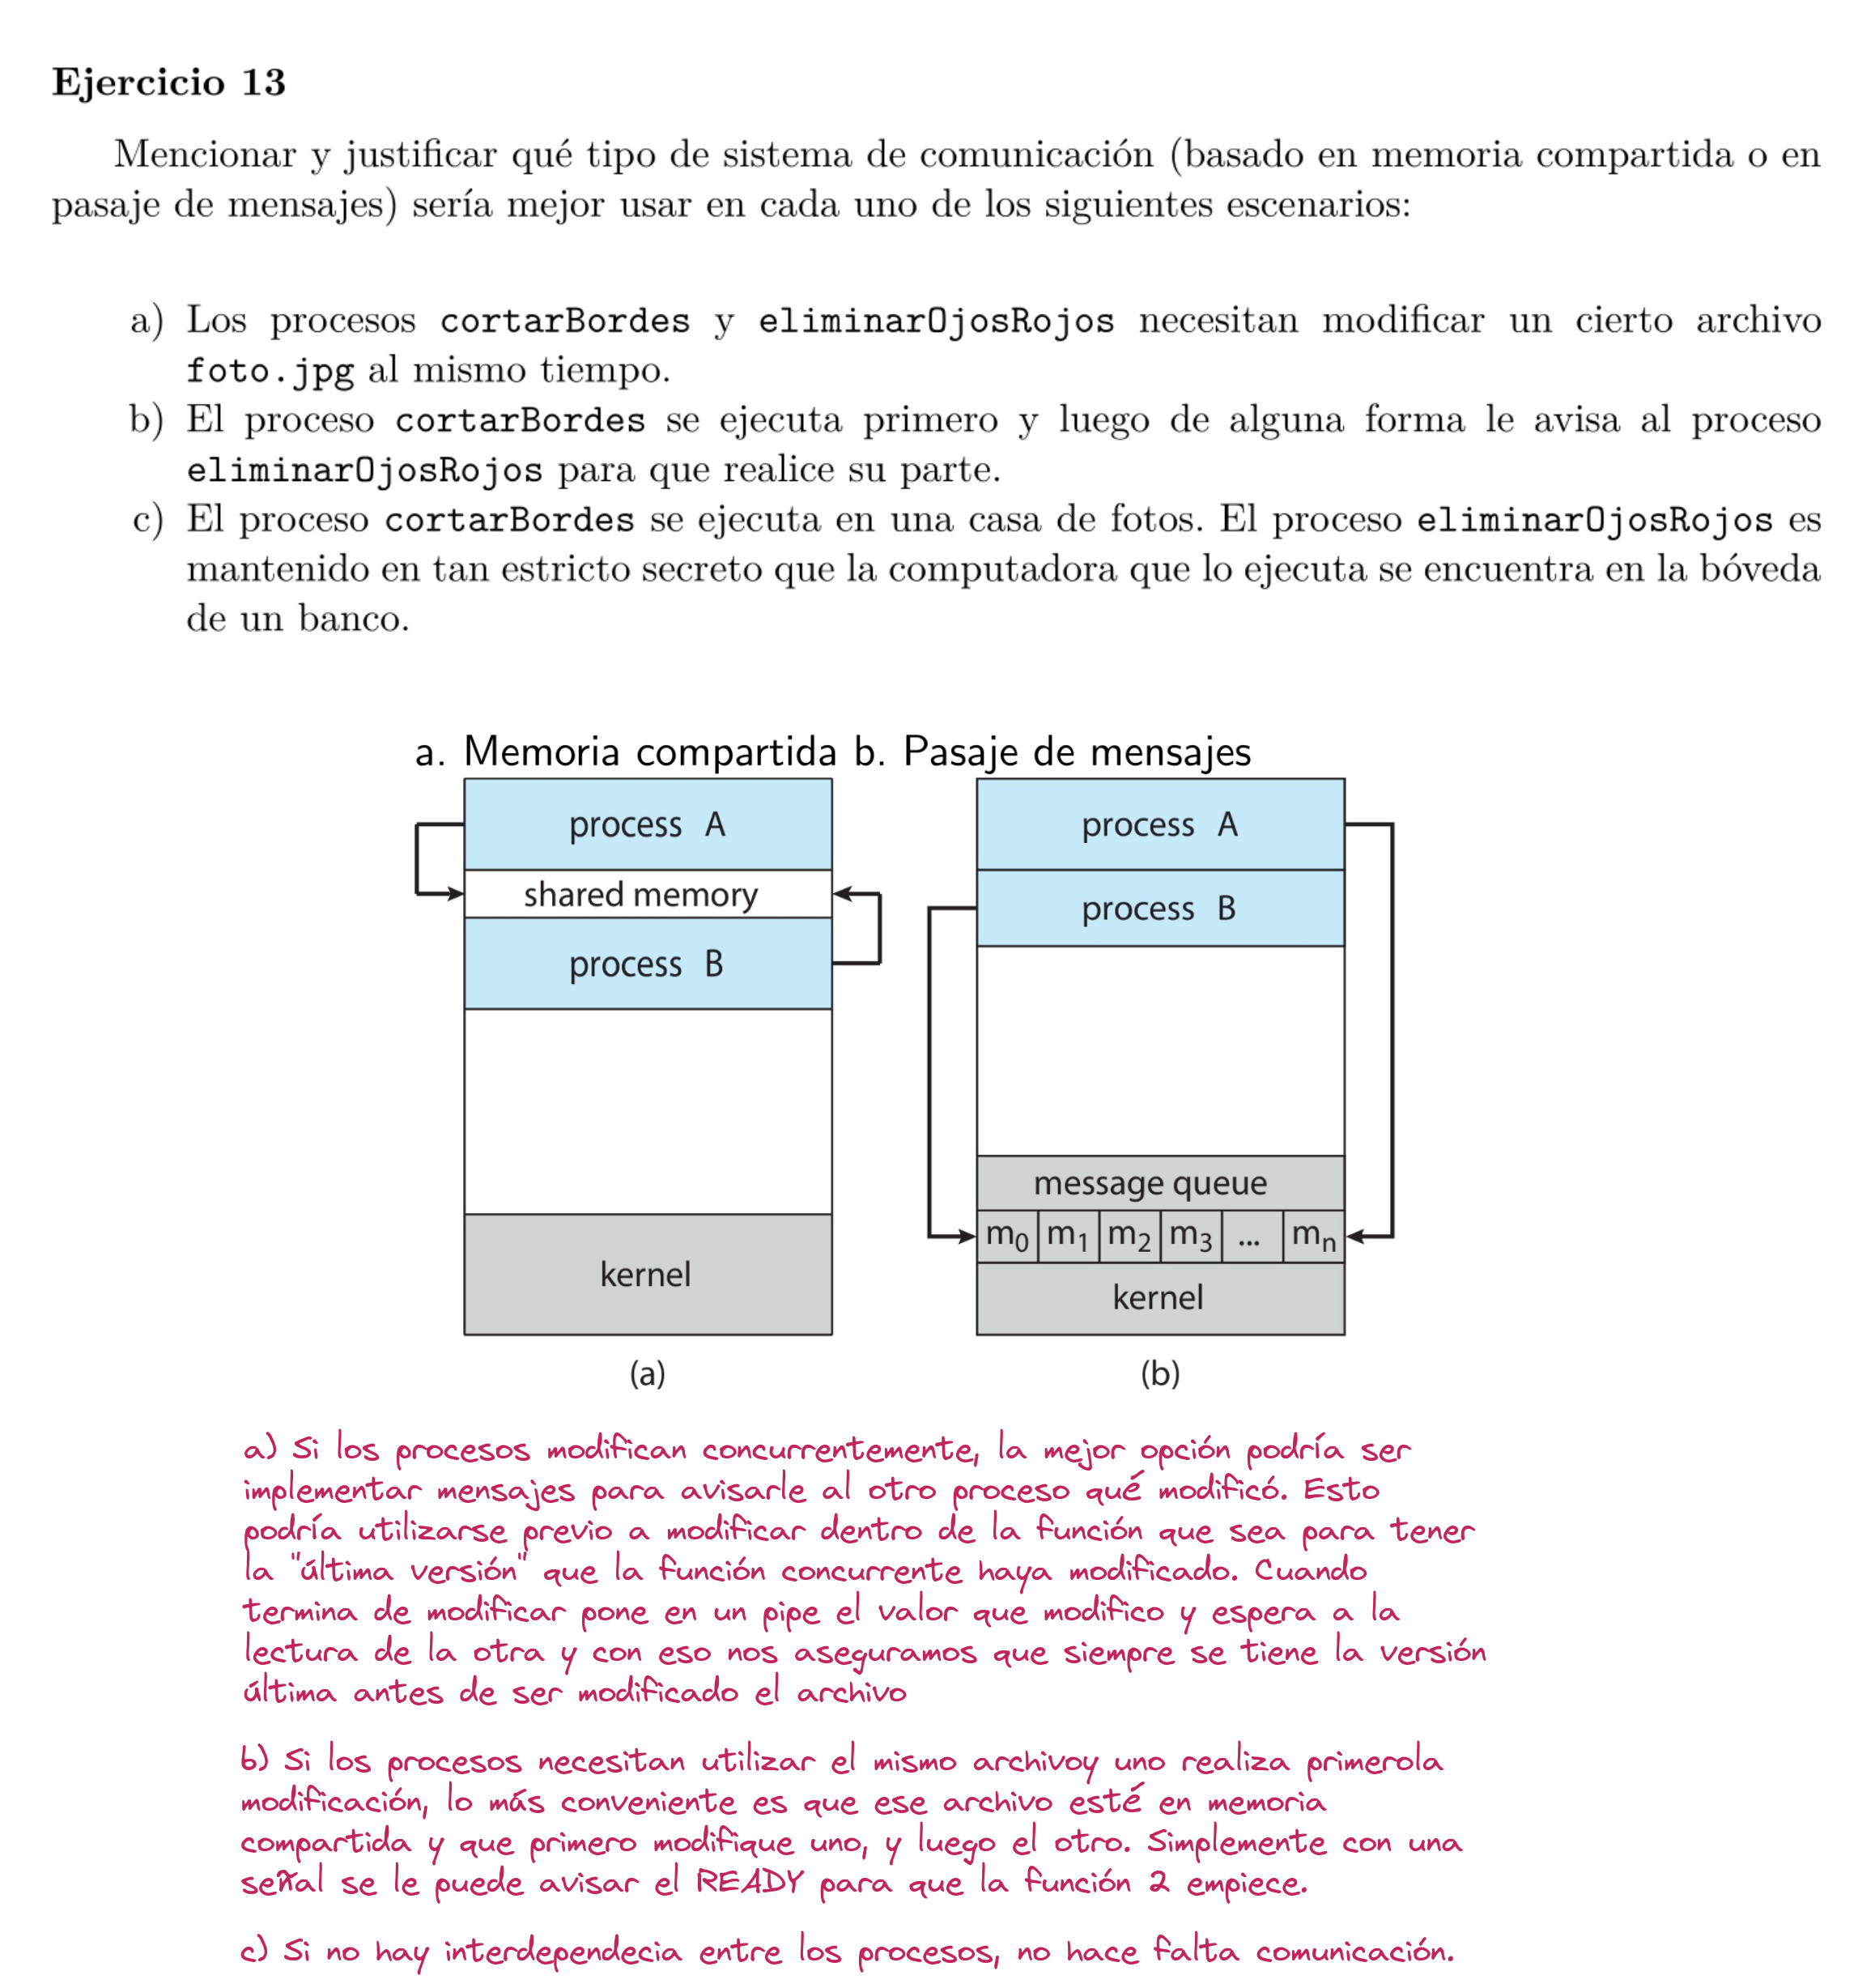 Ejercicio 13
Mencionar y justificar qué tipo de sistema de comunicación (basado en memoria compartida o en
pasaje de mensajes) sería mejor usar en cada uno de los siguientes escenarios:
a) Los procesos cortarBordes y eliminarOjosRojos necesitan modificar un cierto archivo
foto.jpg al mismo tiempo.
b) El proceso cortarBordes se ejecuta primero y luego de alguna forma le avisa al proceso
eliminarOjosRojos para que realice su parte.
c) El proceso cortarBordes se ejecuta en una casa de fotos. El proceso eliminarOjosRojos es
mantenido en tan estricto secreto que la computadora que lo ejecuta se encuentra en la bóveda
de un banco.
a. Memoria compartida b. Pasaje de mensajes
process A
shared memory
process B
kernel
(a)
process A
process B
message queue
m0 m1 m2 m3 ... mn
kernel
(b)
a) Si los procesos modifican concurrentemente, la mejor opción podría ser
implementar mensajes para avisarle al otro proceso qué modificó. Esto
podría utilizarse previo a modificar dentro de la función que sea para tener
la "última versión" que la función concurrente haya modificado. Cuando
termina de modificar pone en un pipe el valor que modifico y espera a la
lectura de la otra y con eso nos aseguramos que siempre se tiene la versión
última antes de ser modificado el archivo
b) Si los procesos necesitan utilizar el mismo archivoy uno realiza primerola
modificación, lo más conveniente es que ese archivo esté en memoria
compartida y que primero modifique uno, y luego el otro. Simplemente con una
señal se le puede avisar el READY para que la función 2 empiece.
c) Si no hay interdependecia entre los procesos, no hace falta comunicación.